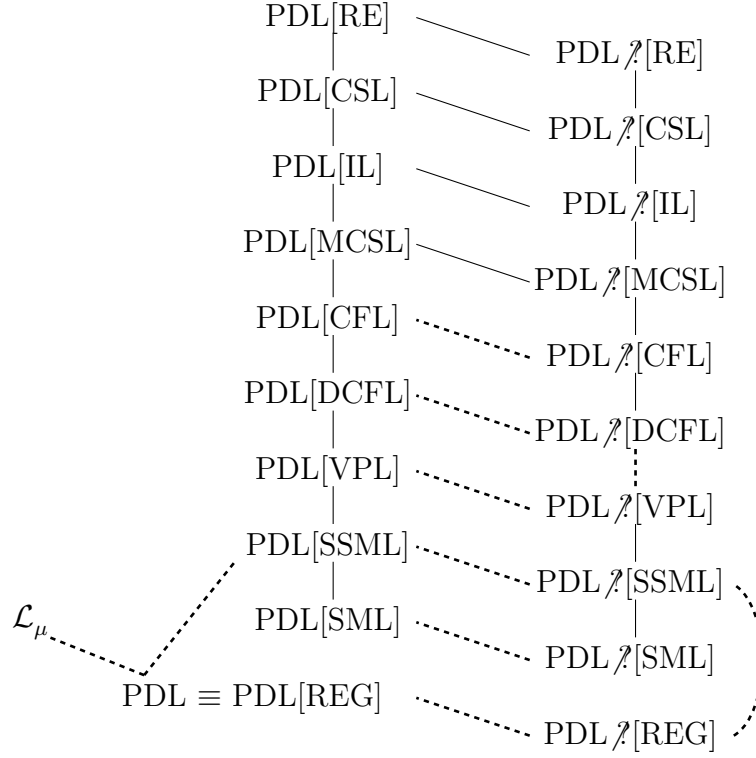 PDL[RE]
PDL?̸[RE]
PDL[CSL]
PDL?̸[CSL]
PDL[IL]
PDL?̸[IL]
PDL[MCSL]
PDL?̸[MCSL]
PDL[CFL]
PDL?̸[CFL]
PDL[DCFL]
PDL?̸[DCFL]
PDL[VPL]
PDL?̸[VPL]
PDL[SSML]
PDL?̸[SSML]
ℒμ
PDL[SML]
PDL?̸[SML]
PDL ≡ PDL[REG]
PDL?̸[REG]